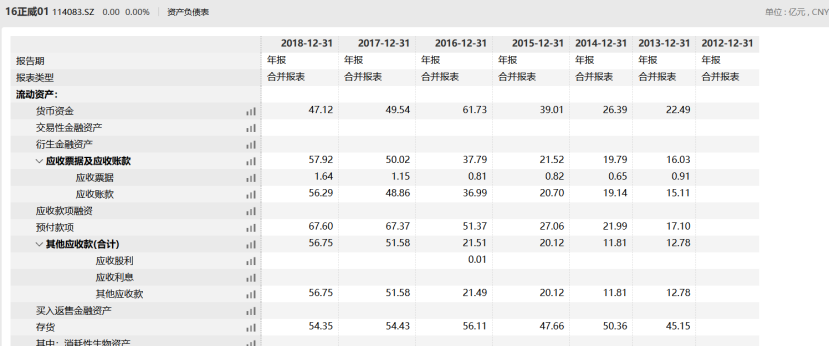 16正威01 114083.SZ 0.00 0.00% 资产负债表 单位 : 亿元 , CNY
2018-12-31 2017-12-31 2016-12-31 2015-12-31 2014-12-31 2013-12-31 2012-12-31
报告期 年报 年报 年报 年报 年报 年报
报表类型 合并报表 合并报表 合并报表 合并报表 合并报表 合并报表
流动资产:
货币资金 47.12 49.54 61.73 39.01 26.39 22.49
交易性金融资产
衍生金融资产
应收票据及应收账款 57.92 50.02 37.79 21.52 19.79 16.03
应收票据 1.64 1.15 0.81 0.82 0.65 0.91
应收账款 56.29 48.86 36.99 20.70 19.14 15.11
应收款项融资
预付款项 67.60 67.37 51.37 27.06 21.99 17.10
其他应收款(合计) 56.75 51.58 21.51 20.12 11.81 12.78
应收股利 0.01
应收利息
其他应收款 56.75 51.58 21.49 20.12 11.81 12.78
买入返售金融资产
存货 54.35 54.43 56.11 47.66 50.36 45.15
其中: 消耗性生物资产